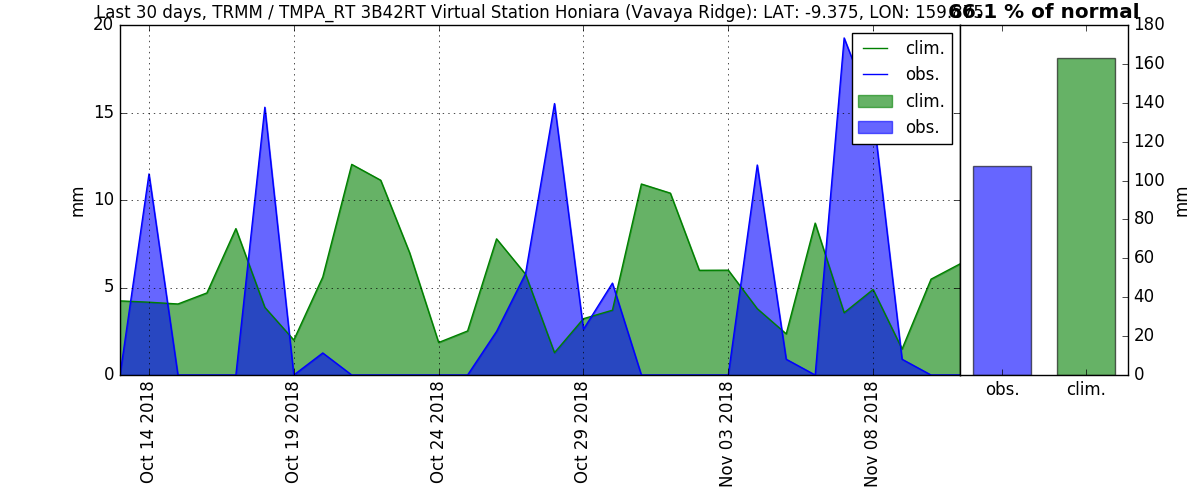 Last 30 days, TRMM / TMPA_RT 3B42RT Virtual Station Honiara (Vavaya Ridge): LAT: -9.375, LON:
66.1 % of normal
20
15
10
5
0
mm
clim.
obs.
clim.
obs.
Oct 14 2018
Oct 19 2018
Oct 24 2018
Oct 29 2018
Nov 03 2018
Nov 08 2018
180
160
140
120
100
80
60
40
20
0
mm
obs.
clim.